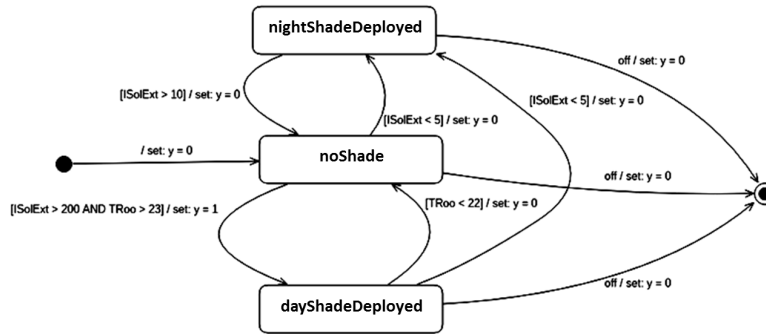 nightShadeDeployed
off / set: y = 0
[ISolExt > 10] / set: y = 0
[ISolExt < 5] / set: y = 0
[ISolExt < 5] / set: y = 0
/ set: y = 0
noShade
off / set: y = 0
[ISolExt > 200 AND TRoo > 23] / set: y = 1
[TRoo < 22] / set: y = 0
off / set: y = 0
dayShadeDeployed